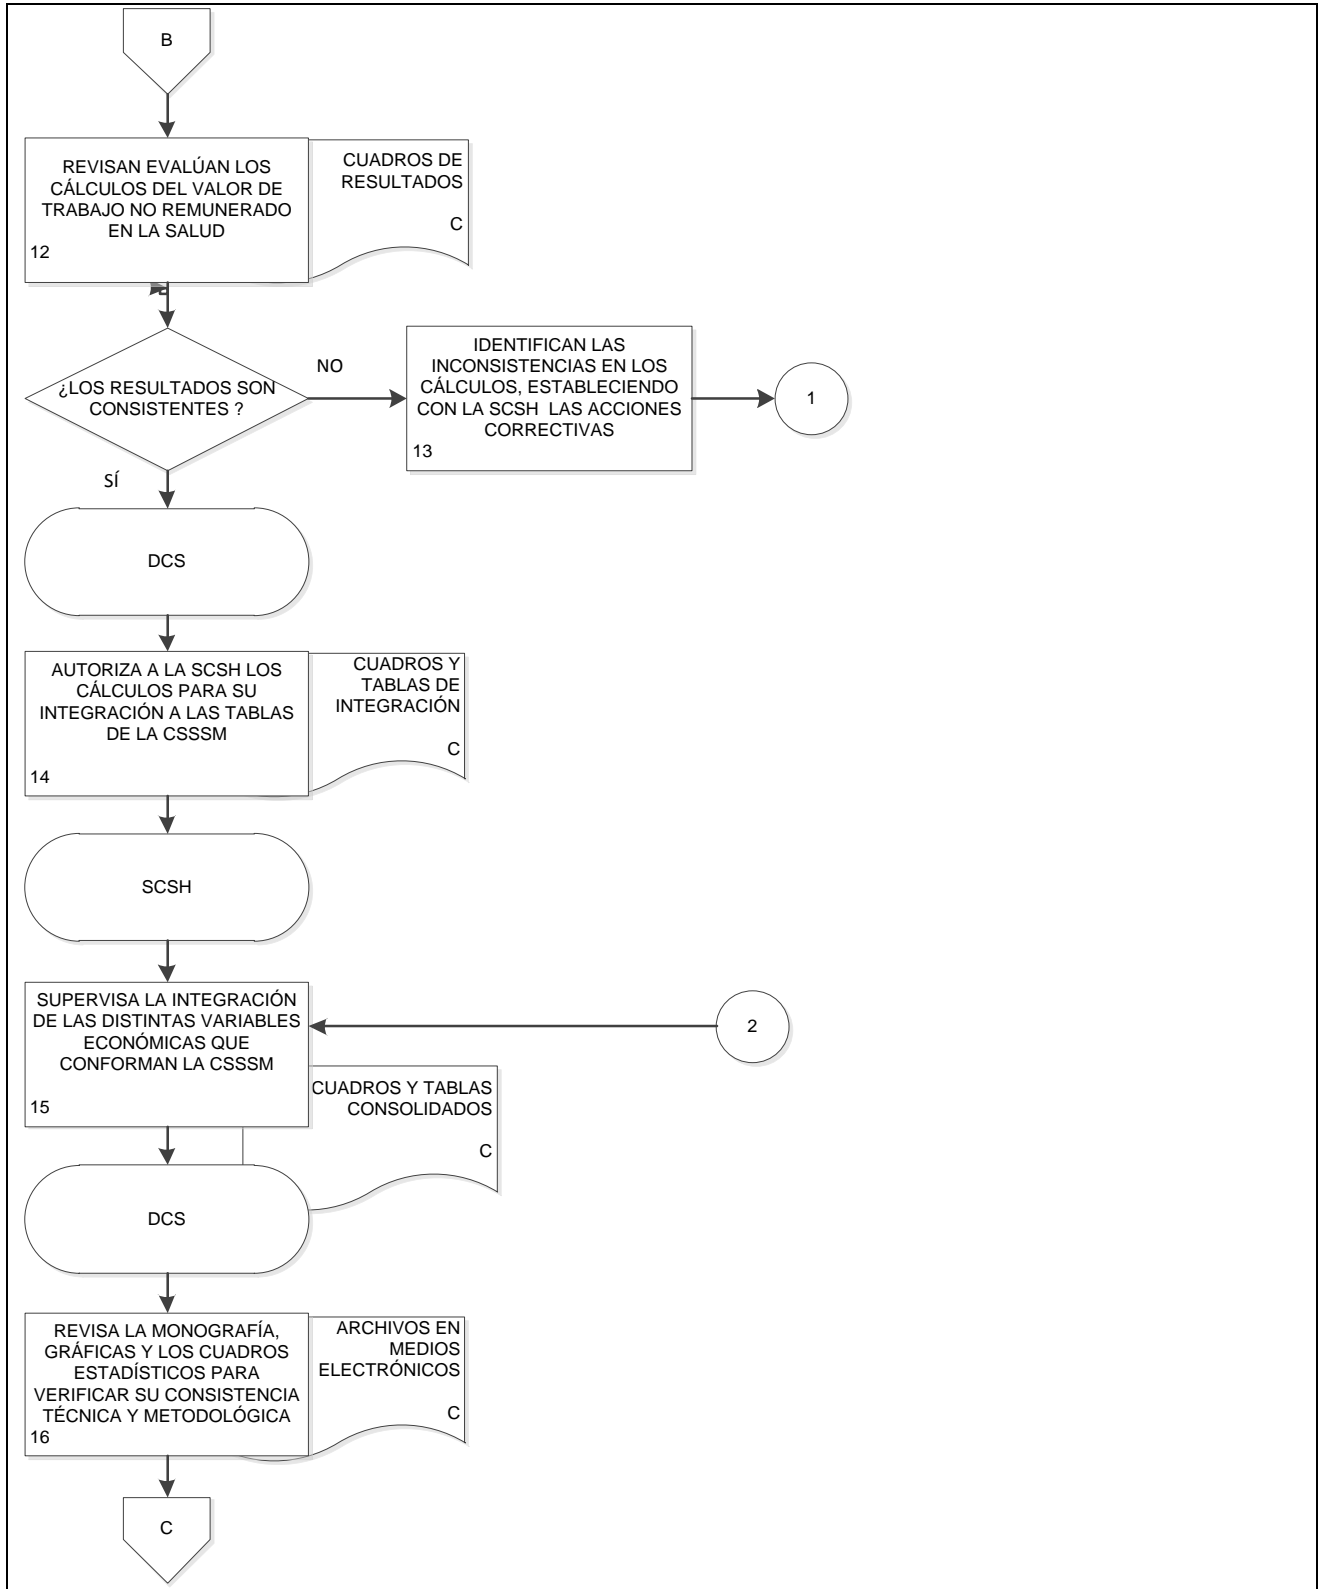 B
REVISAN EVALÚAN LOS
CÁLCULOS DEL VALOR DE
TRABAJO NO REMUNERADO
EN LA SALUD
12
CUADROS DE
RESULTADOS
C
¿LOS RESULTADOS SON
CONSISTENTES ?
NO
IDENTIFICAN LAS
INCONSISTENCIAS EN LOS
CÁLCULOS, ESTABLECIENDO
CON LA SCSH  LAS ACCIONES
CORRECTIVAS
13
1
SÍ
DCS
AUTORIZA A LA SCSH LOS
CÁLCULOS PARA SU
INTEGRACIÓN A LAS TABLAS
DE LA CSSSM
14
CUADROS Y
TABLAS DE
INTEGRACIÓN
C
SCSH
SUPERVISA LA INTEGRACIÓN
DE LAS DISTINTAS VARIABLES
ECONÓMICAS QUE
CONFORMAN LA CSSSM
15
2
CUADROS Y TABLAS
CONSOLIDADOS
C
DCS
REVISA LA MONOGRAFÍA,
GRÁFICAS Y LOS CUADROS
ESTADÍSTICOS PARA
VERIFICAR SU CONSISTENCIA
TÉCNICA Y METODOLÓGICA
16
ARCHIVOS EN
MEDIOS
ELECTRÓNICOS
C
C